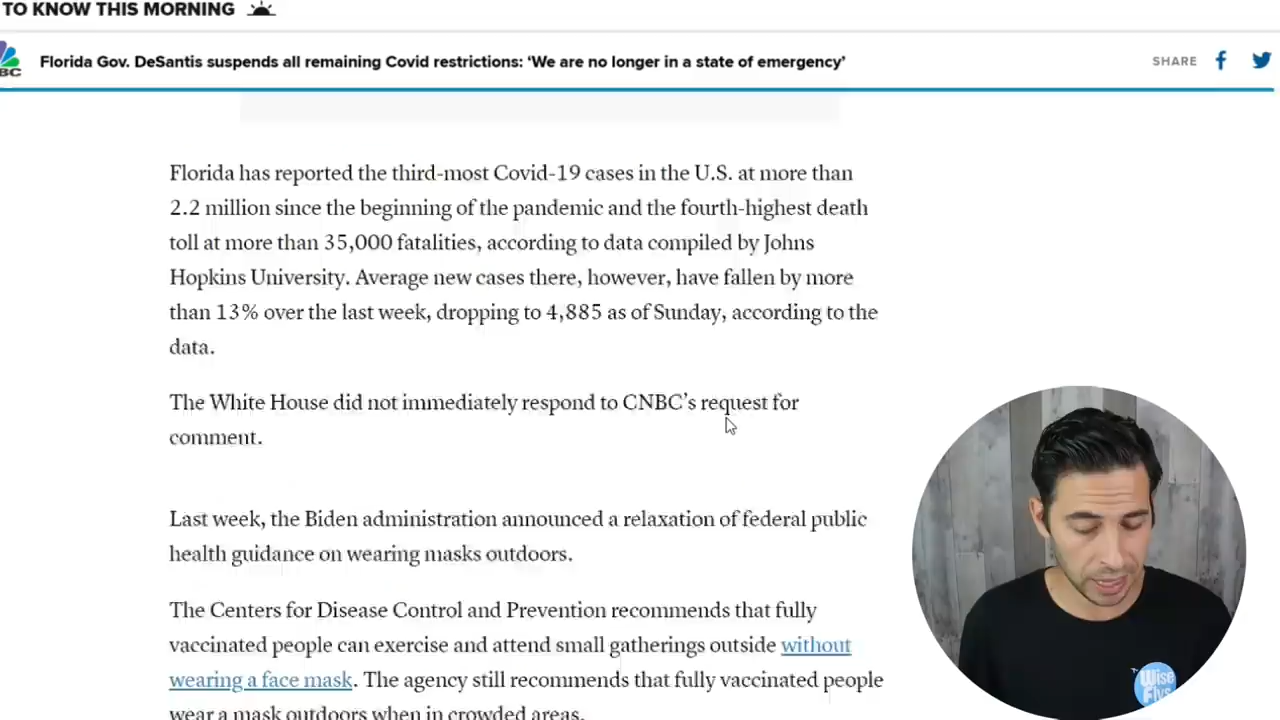 TO KNOW THIS MORNING
BC
Florida Gov. DeSantis suspends all remaining Covid restrictions: ‘We are no longer in a state of emergency’
SHARE
Florida has reported the third-most Covid-19 cases in the U.S. at more than
2.2 million since the beginning of the pandemic and the fourth-highest death
toll at more than 35,000 fatalities, according to data compiled by Johns
Hopkins University. Average new cases there, however, have fallen by more
than 13% over the last week, dropping to 4,885 as of Sunday, according to the
data.
The White House did not immediately respond to CNBC’s request for
comment.
Last week, the Biden administration announced a relaxation of federal public
health guidance on wearing masks outdoors.
The Centers for Disease Control and Prevention recommends that fully
vaccinated people can exercise and attend small gatherings outside without
wearing a face mask. The agency still recommends that fully vaccinated people
wear a mask outdoors when in crowded areas.
Wise
Flys